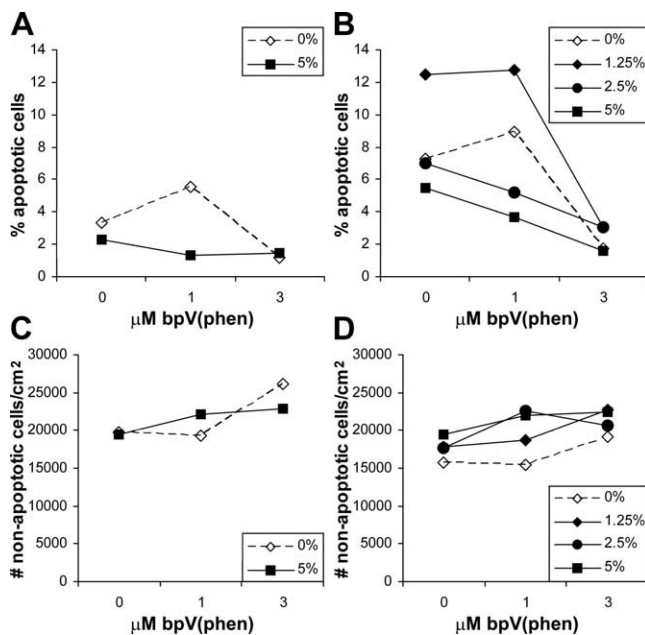 A
B
0%
5%
0%
1.25%
2.5%
5%
% apoptotic cells
14
12
10
8
6
4
2
0
0 1 3
μM bpV(phen)
% apoptotic cells
14
12
10
8
6
4
2
0
0 1 3
μM bpV(phen)
C
D
# non-apoptotic cells/cm²
30000
25000
20000
15000
10000
5000
0
0%
5%
0 1 3
μM bpV(phen)
# non-apoptotic cells/cm²
30000
25000
20000
15000
10000
5000
0
0%
1.25%
2.5%
5%
0 1 3
μM bpV(phen)